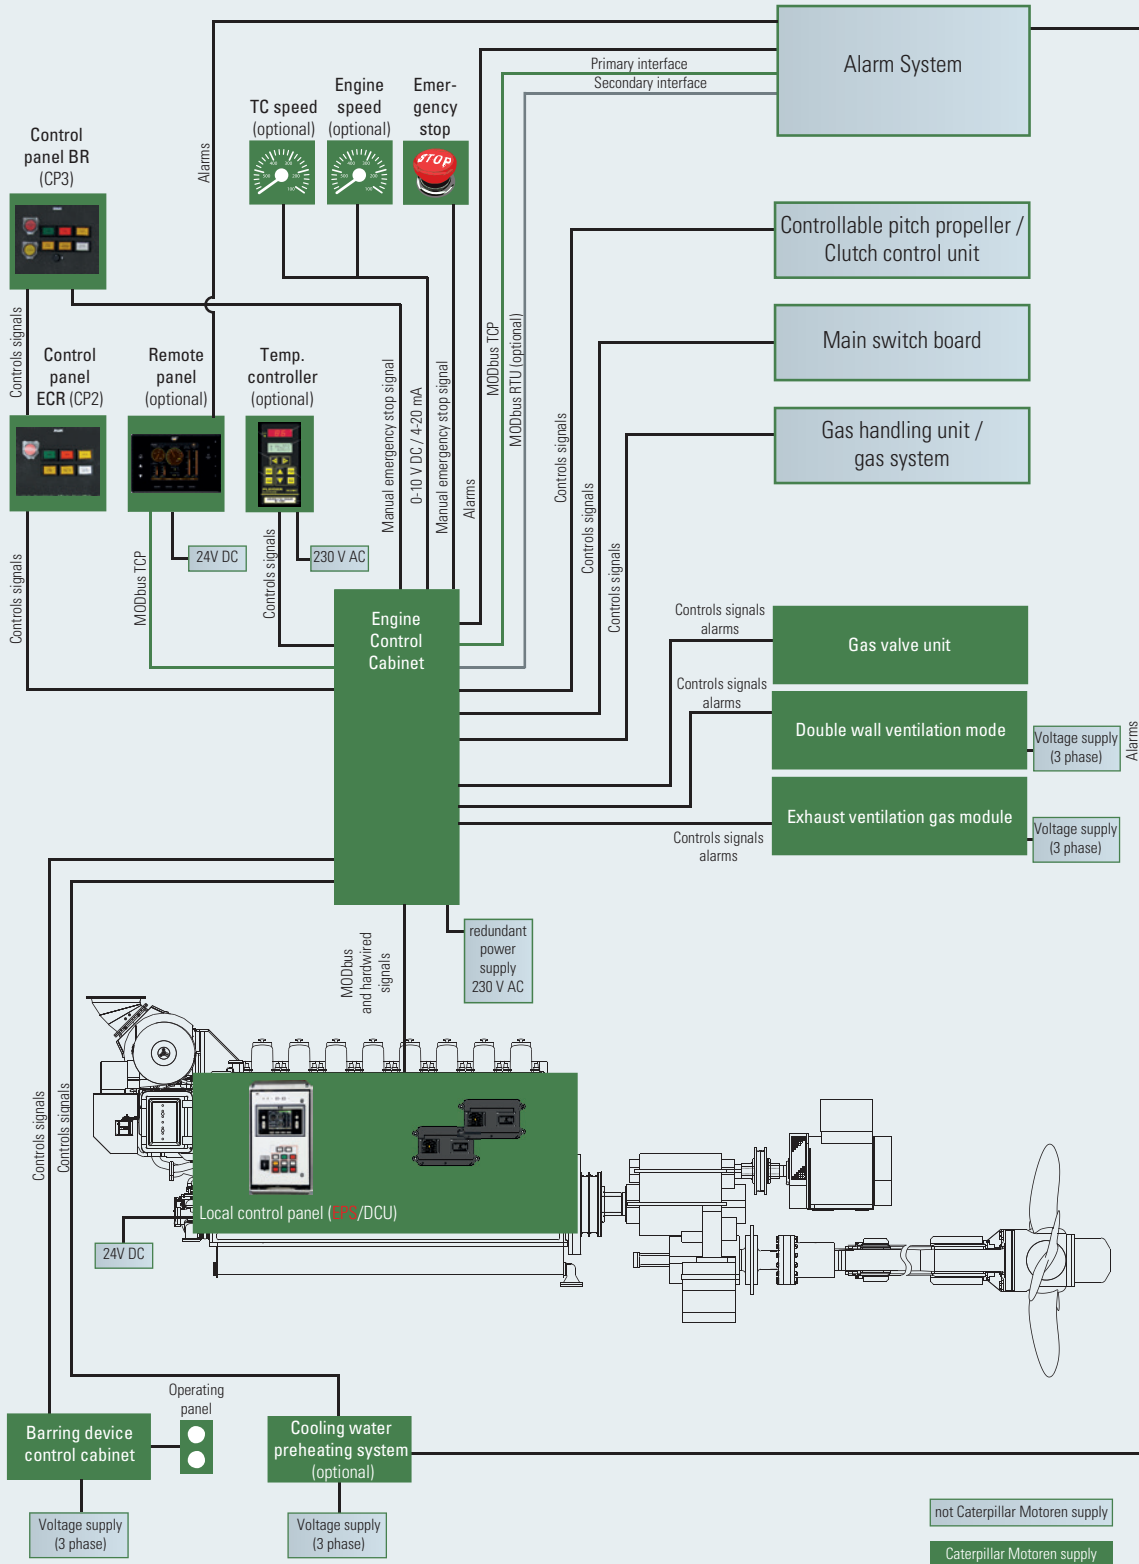 Alarm System
Primary interface
Secondary interface
Alarms
TC speed
(optional)
Engine
speed
(optional)
Emer-
gency
stop
STOP
Control
panel BR
(CP3)
Controllable pitch propeller /
Clutch control unit
Main switch board
Gas handling unit /
gas system
Controls signals
Control
panel
ECR (CP2)
Remote
panel
(optional)
Temp.
controller
(optional)
Manual emergency stop signal
0-10 V DC / 4-20 mA
Manual emergency stop signal
Alarms
MODbus TCP
MODbus RTU (optional)
Controls signals
Controls signals
Controls signals
24V DC
230 V AC
Controls signals
MODbus TCP
Controls signals
Engine
Control
Cabinet
Controls signals
alarms
Gas valve unit
Controls signals
alarms
Double wall ventilation mode
Voltage supply
(3 phase)
Alarms
Exhaust ventilation gas module
Controls signals
alarms
Voltage supply
(3 phase)
redundant
power
supply
230 V AC
MODbus
and hardwired
signals
Controls signals
Controls signals
Local control panel (EPS/DCU)
24V DC
Operating
panel
Barring device
control cabinet
Cooling water
preheating system
(optional)
Voltage supply
(3 phase)
Voltage supply
(3 phase)
not Caterpillar Motoren supply
Caterpillar Motoren supply